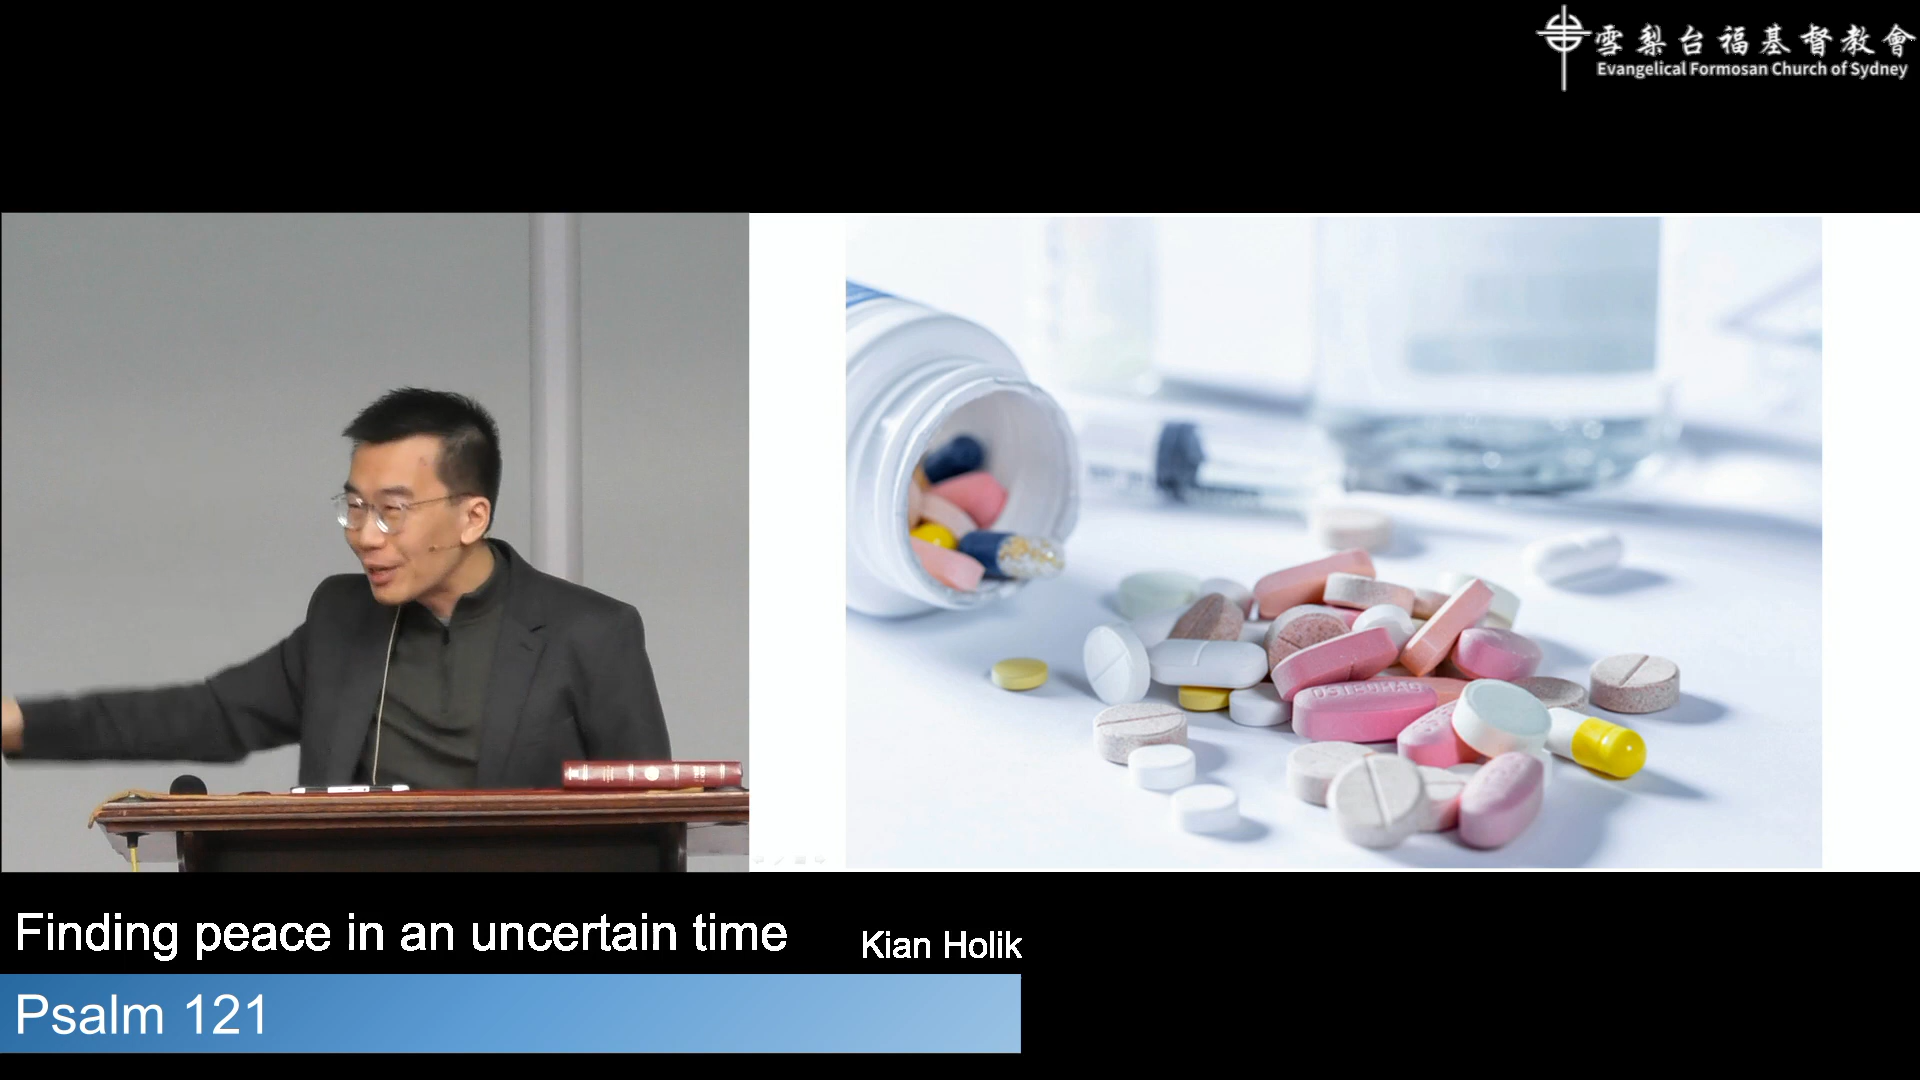 雪梨台福基督教會
Evangelical Formosan Church of Sydney
Finding peace in an uncertain time
Kian Holik
Psalm 121